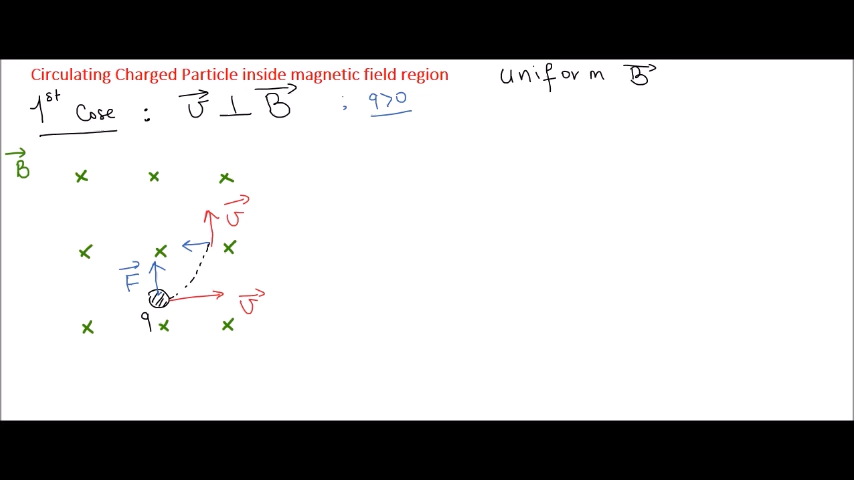 Circulating Charged Particle inside magnetic field region
uniform B⃗
1st Case : v⃗ ⊥ B⃗ ; q>0
B⃗
x x x
v⃗
x x x
F⃗
v⃗
q
x x x